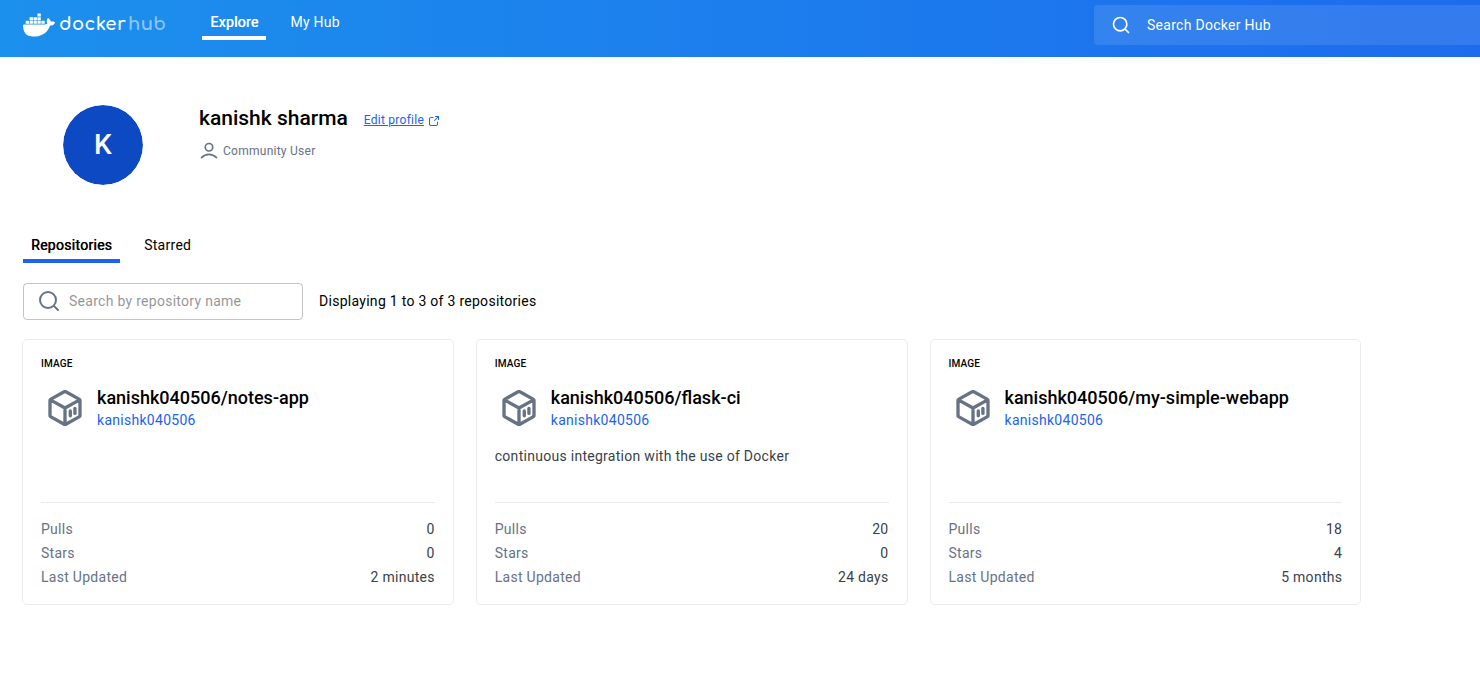 dockerhub Explore My Hub Search Docker Hub
K
kanishk sharma Edit profile
Community User
Repositories Starred
Search by repository name Displaying 1 to 3 of 3 repositories
IMAGE
kanishk040506/notes-app
kanishk040506
Pulls 0
Stars 0
Last Updated 2 minutes
IMAGE
kanishk040506/flask-ci
kanishk040506
continuous integration with the use of Docker
Pulls 20
Stars 0
Last Updated 24 days
IMAGE
kanishk040506/my-simple-webapp
kanishk040506
Pulls 18
Stars 4
Last Updated 5 months